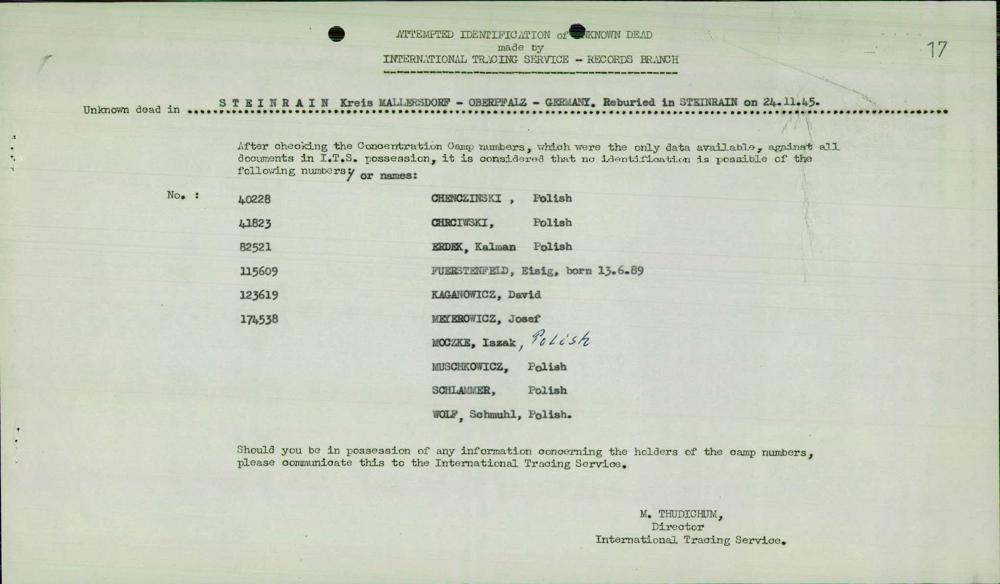 ATTEMPTED IDENTIFICATION of UNKNOWN DEAD
made by
INTERNATIONAL TRACING SERVICE - RECORDS BRANCH
17
Unknown dead in S T E I N R A I N Kreis MALLERSDORF - OBERPFALZ - GERMANY. Reburied in STEINRAIN on 24.11.45.
After checking the Concentration Camp numbers, which were the only data available, against all
documents in I.T.S. possession, it is considered that no identification is possible of the
following numbers, or names:
No. : 40228 CHENCZINSKI , Polish
41823 CHRCIWSKI, Polish
82521 ERDEK, Kalman Polish
115609 FUERSTENFELD, Eisig, born 13.6.89
123619 KAGANOWICZ, David
174538 MEYEROWICZ, Josef
MOCZKE, Iszak, Polish
MUSCHKOWICZ, Polish
SCHLAMMER, Polish
WOLF, Schmuhl, Polish.
Should you be in possession of any information concerning the holders of the camp numbers,
please communicate this to the International Tracing Service.
M. THUDICHUM,
Director
International Tracing Service.